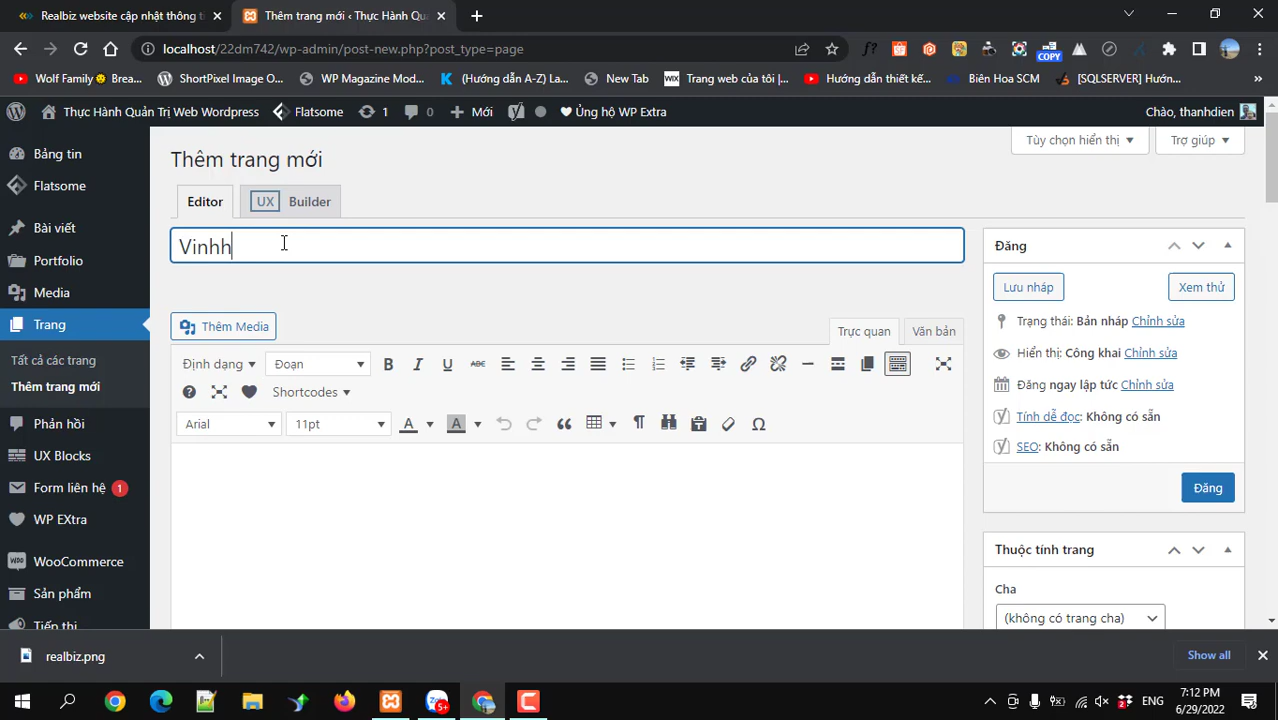 Realbiz website cập nhật thông t
Thêm trang mới ‹ Thực Hành Qu
localhost/22dm742/wp-admin/post-new.php?post_type=page
f?
COPY
Wolf Family Brea...
ShortPixel Image O...
WP Magazine Mod...
(Hướng dẫn A-Z) La...
New Tab
WIX
Trang web của tôi |...
Hướng dẫn thiết kế...
Biên Hoa SCM
[SQLSERVER] Hướn...
»
Thực Hành Quản Trị Web Wordpress
Flatsome
1
0
Mới
Ủng hộ WP Extra
Chào, thanhdien
Bảng tin
Flatsome
Bài viết
Portfolio
Media
Trang
Tất cả các trang
Thêm trang mới
Phản hồi
UX Blocks
Form liên hệ 1
WP EXtra
WooCommerce
Sản phẩm
Tiếp thị
Tùy chọn hiển thị
Trợ giúp
Thêm trang mới
Editor
UX Builder
Vinhh
Thêm Media
Trực quan
Văn bản
Định dạng
Đoạn
B I U ABC
Shortcodes
Arial
11pt
A A
Đăng
Lưu nháp
Xem thử
Trạng thái: Bản nháp Chỉnh sửa
Hiển thị: Công khai Chỉnh sửa
Đăng ngay lập tức Chỉnh sửa
Tính dễ đọc: Không có sẵn
SEO: Không có sẵn
Đăng
Thuộc tính trang
Cha
(không có trang cha)
realbiz.png
Show all
5+
ENG
7:12 PM
6/29/2022